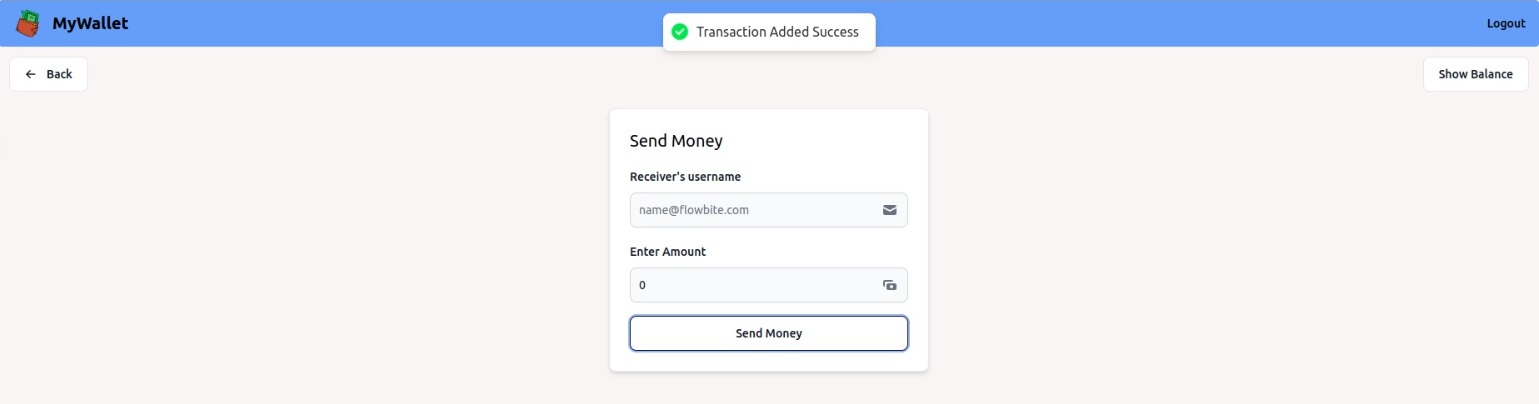 MyWallet
Transaction Added Success
Logout
Back
Show Balance
Send Money
Receiver's username
name@flowbite.com
Enter Amount
0
Send Money